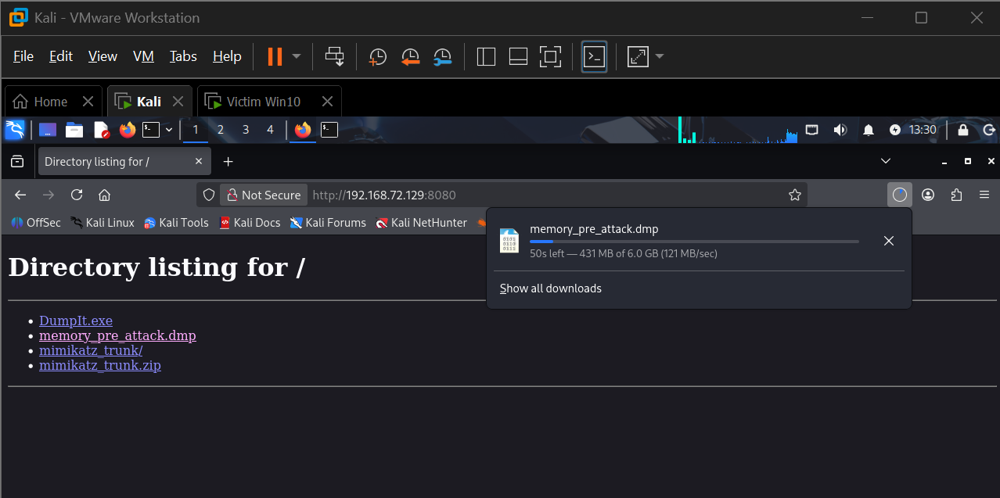 Kali - VMware Workstation
File Edit View VM Tabs Help
Home Kali Victim Win10
1 2 3 4 13:30
Directory listing for /
Not Secure http://192.168.72.129:8080
OffSec Kali Linux Kali Tools Kali Docs Kali Forums Kali NetHunter
memory_pre_attack.dmp
50s left — 431 MB of 6.0 GB (121 MB/sec)
Show all downloads
Directory listing for /
DumpIt.exe
memory_pre_attack.dmp
mimikatz_trunk/
mimikatz_trunk.zip